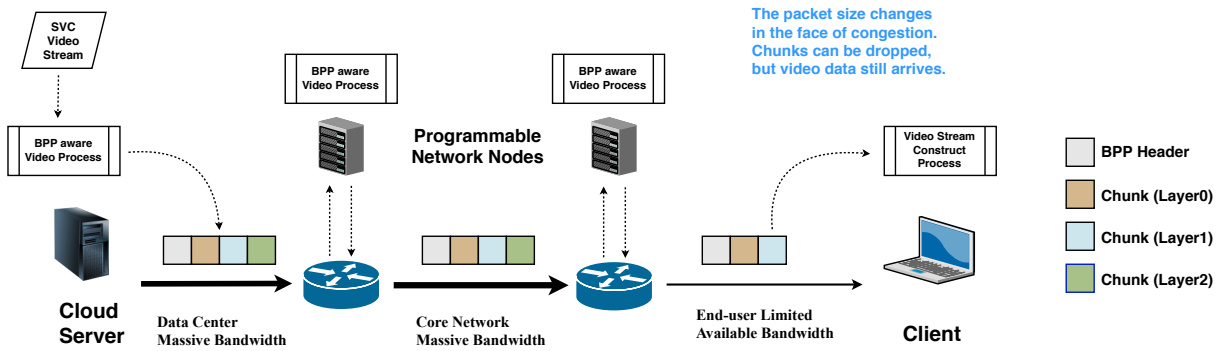 SVC
Video
Stream
BPP aware
Video Process
BPP aware
Video Process
BPP aware
Video Process
The packet size changes
in the face of congestion.
Chunks can be dropped,
but video data still arrives.
Programmable
Network Nodes
Video Stream
Construct
Process
BPP Header
Chunk (Layer0)
Chunk (Layer1)
Chunk (Layer2)
Cloud
Server
Data Center
Massive Bandwidth
Core Network
Massive Bandwidth
End-user Limited
Available Bandwidth
Client